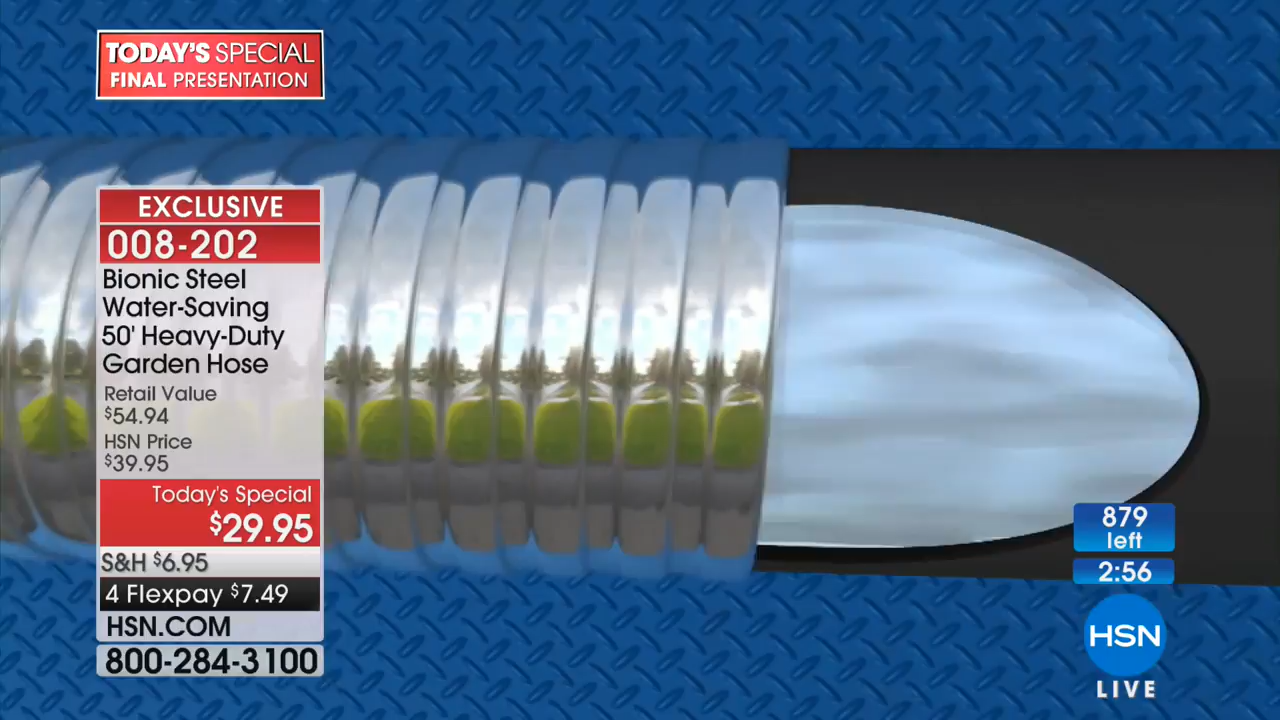 TODAY'S SPECIAL
FINAL PRESENTATION
EXCLUSIVE
008-202
Bionic Steel
Water-Saving
50' Heavy-Duty
Garden Hose
Retail Value
$54.94
HSN Price
$39.95
Today's Special
$29.95
S&H $6.95
4 Flexpay $7.49
HSN.COM
800-284-3100
879
left
2:56
HSN
LIVE